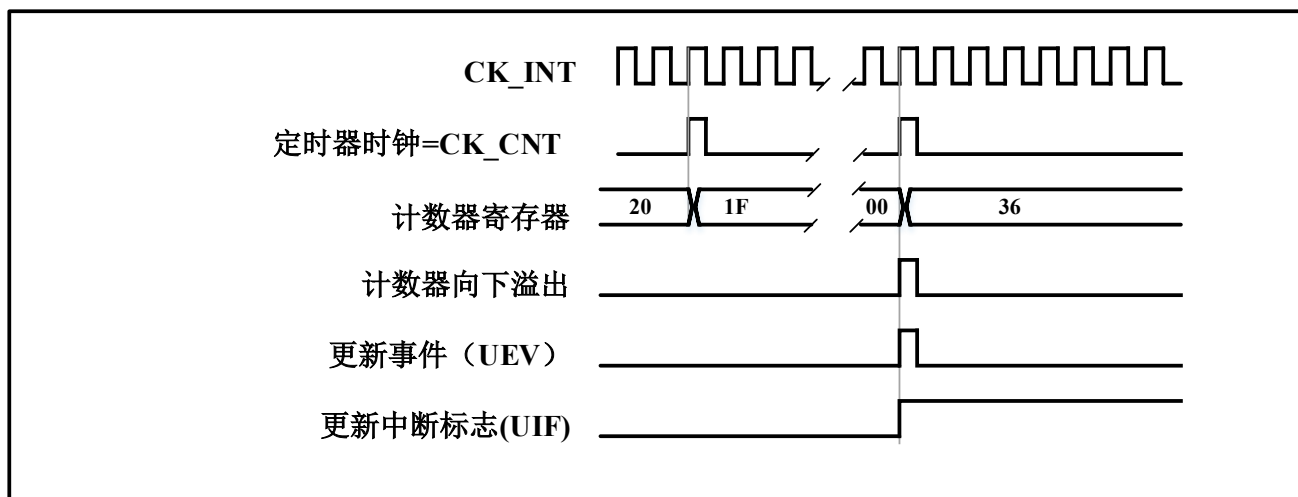 CK_INT
定时器时钟=CK_CNT
计数器寄存器 20 1F 00 36
计数器向下溢出
更新事件（UEV）
更新中断标志(UIF)